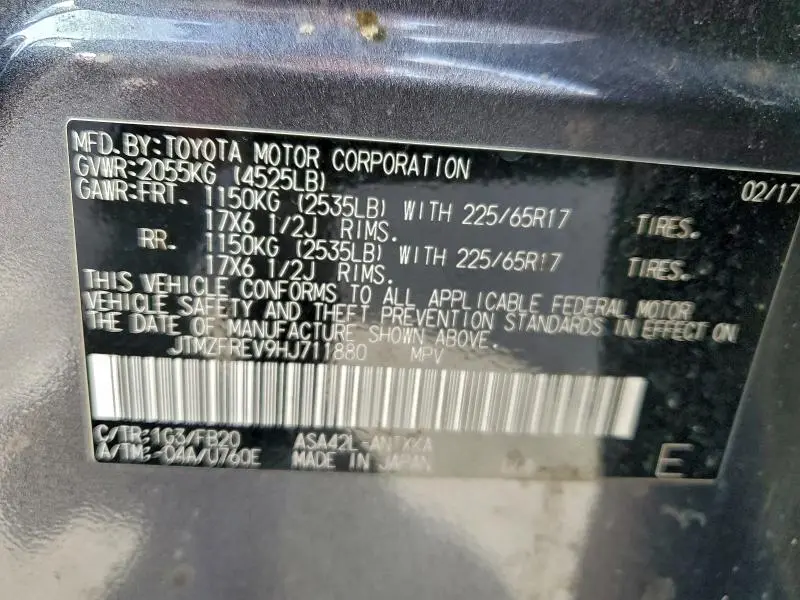 MFD.BY:TOYOTA MOTOR CORPORATION 02/17
GVWR:2055KG (4525LB)
GAWR:FRT. 1150KG (2535LB) WITH 225/65R17 TIRES.
17X6 1/2J RIMS.
RR. 1150KG (2535LB) WITH 225/65R17 TIRES.
17X6 1/2J RIMS.
THIS VEHICLE CONFORMS TO ALL APPLICABLE FEDERAL MOTOR
VEHICLE SAFETY AND THEFT PREVENTION STANDARDS IN EFFECT ON
THE DATE OF MANUFACTURE SHOWN ABOVE.
JTMZFREV9HJ711880 MPV
C/TR:1G3/FB20 ASA42L-ANTXKA
A/TM:-04A/U760E MADE IN JAPAN E